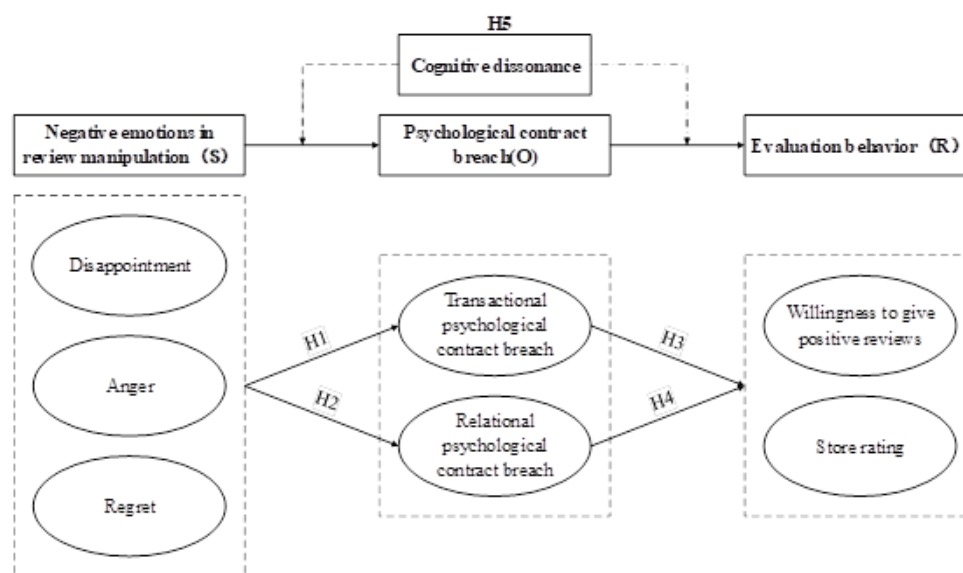 H5
Cognitive dissonance
Negative emotions in
review manipulation（S）
Psychological contract
breach(O)
Evaluation behavior（R）
Disappointment
Anger
Regret
H1
H2
Transactional
psychological
contract breach
Relational
psychological
contract breach
H3
H4
Willingness to give
positive reviews
Store rating